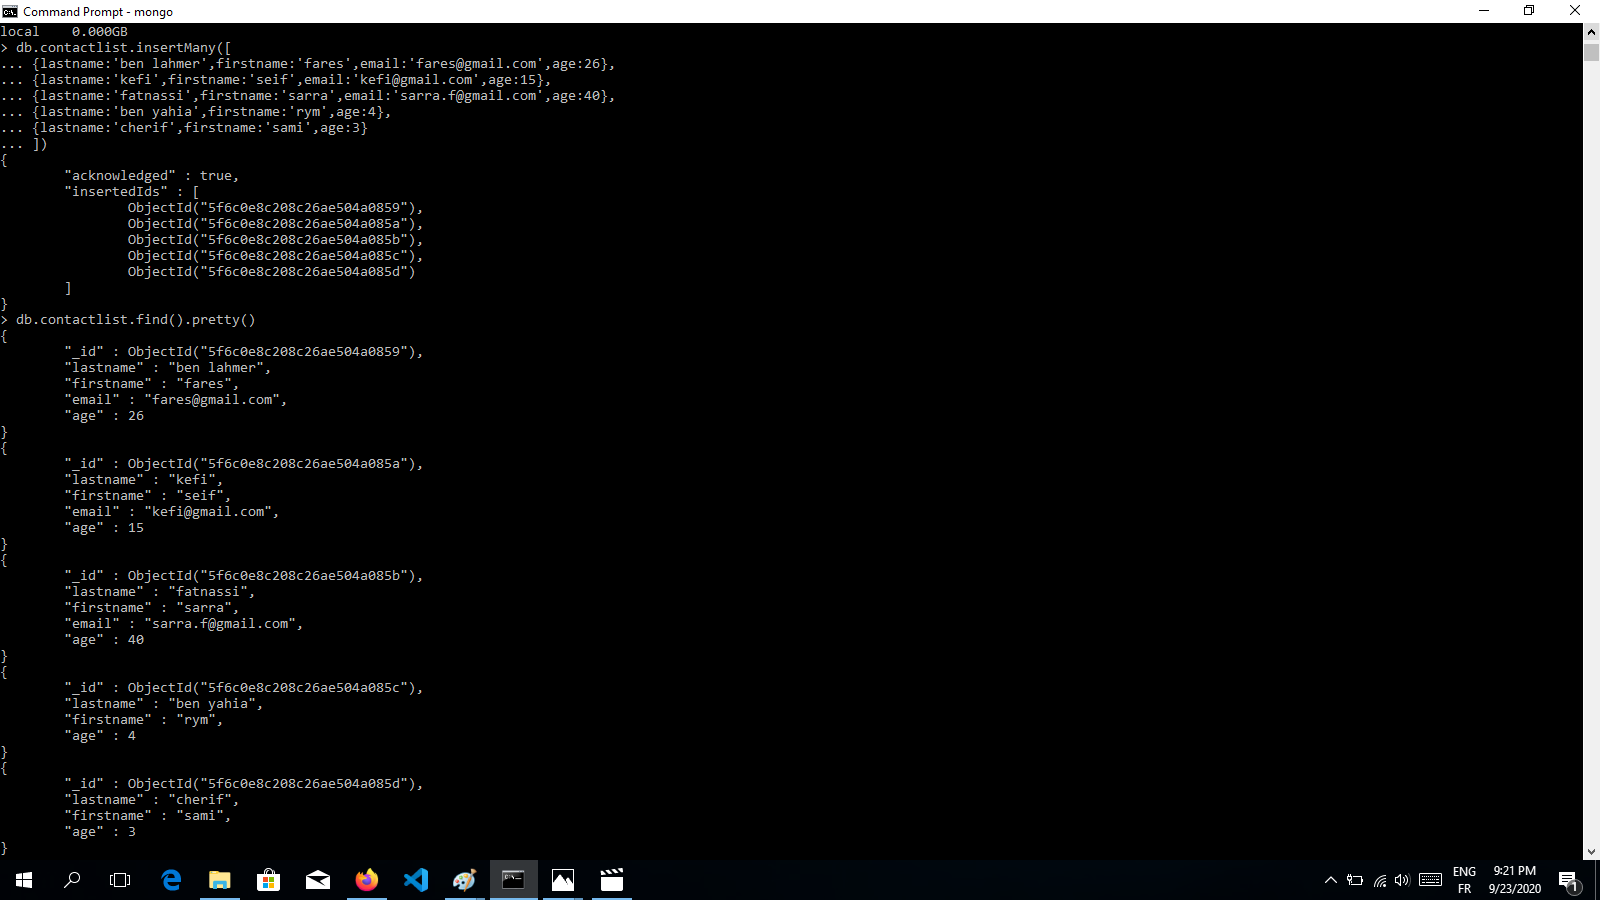 Command Prompt - mongo
local    0.000GB
> db.contactlist.insertMany([
... {lastname:'ben lahmer',firstname:'fares',email:'fares@gmail.com',age:26},
... {lastname:'kefi',firstname:'seif',email:'kefi@gmail.com',age:15},
... {lastname:'fatnassi',firstname:'sarra',email:'sarra.f@gmail.com',age:40},
... {lastname:'ben yahia',firstname:'rym',age:4},
... {lastname:'cherif',firstname:'sami',age:3}
... ])
{
        "acknowledged" : true,
        "insertedIds" : [
                ObjectId("5f6c0e8c208c26ae504a0859"),
                ObjectId("5f6c0e8c208c26ae504a085a"),
                ObjectId("5f6c0e8c208c26ae504a085b"),
                ObjectId("5f6c0e8c208c26ae504a085c"),
                ObjectId("5f6c0e8c208c26ae504a085d")
        ]
}
> db.contactlist.find().pretty()
{
        "_id" : ObjectId("5f6c0e8c208c26ae504a0859"),
        "lastname" : "ben lahmer",
        "firstname" : "fares",
        "email" : "fares@gmail.com",
        "age" : 26
}
{
        "_id" : ObjectId("5f6c0e8c208c26ae504a085a"),
        "lastname" : "kefi",
        "firstname" : "seif",
        "email" : "kefi@gmail.com",
        "age" : 15
}
{
        "_id" : ObjectId("5f6c0e8c208c26ae504a085b"),
        "lastname" : "fatnassi",
        "firstname" : "sarra",
        "email" : "sarra.f@gmail.com",
        "age" : 40
}
{
        "_id" : ObjectId("5f6c0e8c208c26ae504a085c"),
        "lastname" : "ben yahia",
        "firstname" : "rym",
        "age" : 4
}
{
        "_id" : ObjectId("5f6c0e8c208c26ae504a085d"),
        "lastname" : "cherif",
        "firstname" : "sami",
        "age" : 3
}
ENG
FR
9:21 PM
9/23/2020
1